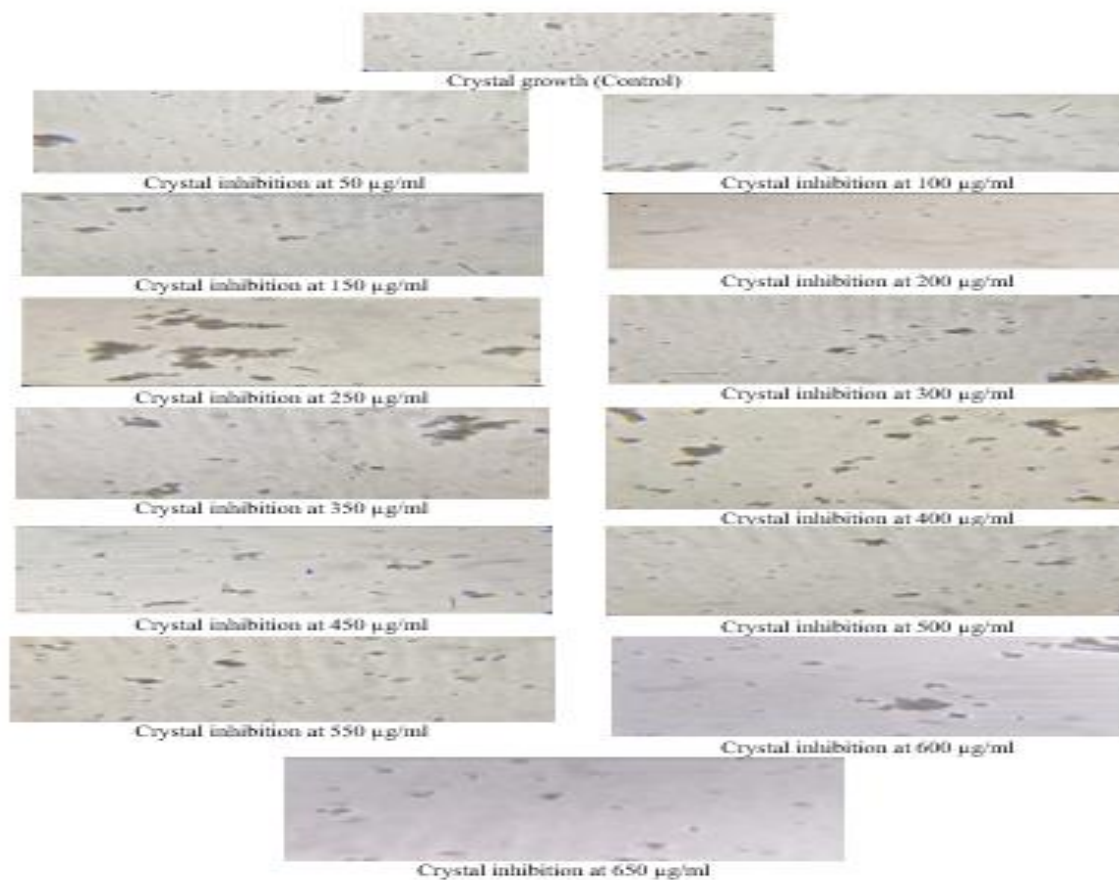 Crystal growth (Control)
Crystal inhibition at 50 µg/ml
Crystal inhibition at 100 µg/ml
Crystal inhibition at 150 µg/ml
Crystal inhibition at 200 µg/ml
Crystal inhibition at 250 µg/ml
Crystal inhibition at 300 µg/ml
Crystal inhibition at 350 µg/ml
Crystal inhibition at 400 µg/ml
Crystal inhibition at 450 µg/ml
Crystal inhibition at 500 µg/ml
Crystal inhibition at 550 µg/ml
Crystal inhibition at 600 µg/ml
Crystal inhibition at 650 µg/ml